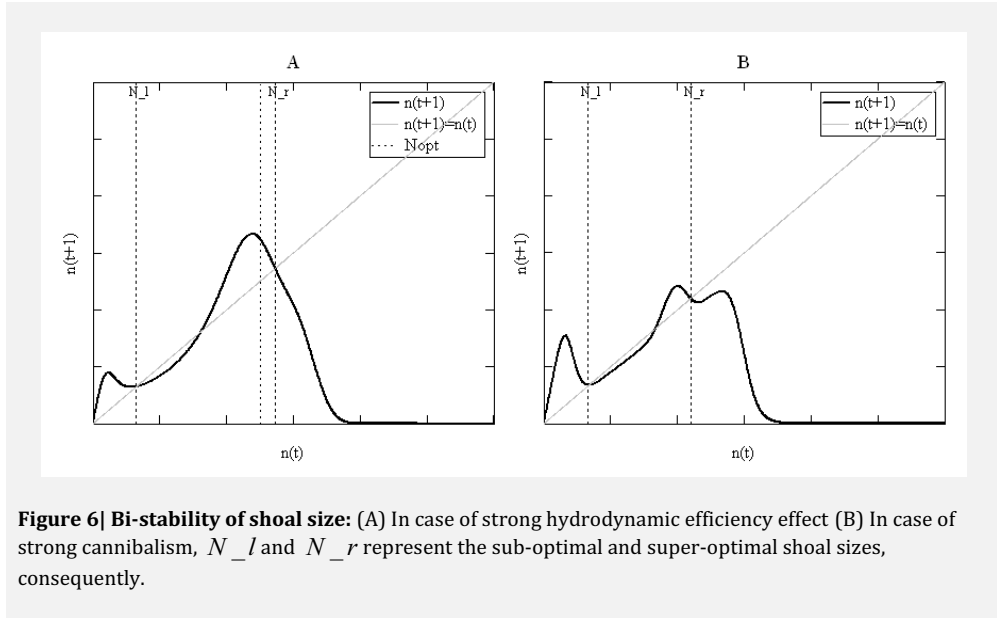 A
N_l
N_r
n(t+1)
n(t+1)=n(t)
Nopt
n(t+1)
n(t)
B
N_l
N_r
n(t+1)
n(t+1)=n(t)
n(t+1)
n(t)
Figure 6| Bi-stability of shoal size: (A) In case of strong hydrodynamic efficiency effect (B) In case of
strong cannibalism, N_l and N_r represent the sub-optimal and super-optimal shoal sizes,
consequently.